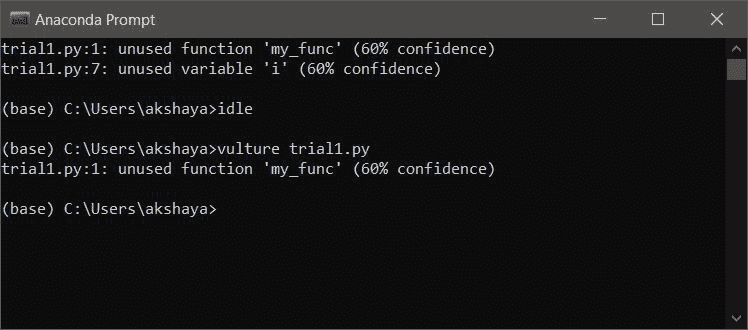 Anaconda Prompt
trial1.py:1: unused function 'my_func' (60% confidence)
trial1.py:7: unused variable 'i' (60% confidence)
(base) C:\Users\akshaya>idle
(base) C:\Users\akshaya>vulture trial1.py
trial1.py:1: unused function 'my_func' (60% confidence)
(base) C:\Users\akshaya>